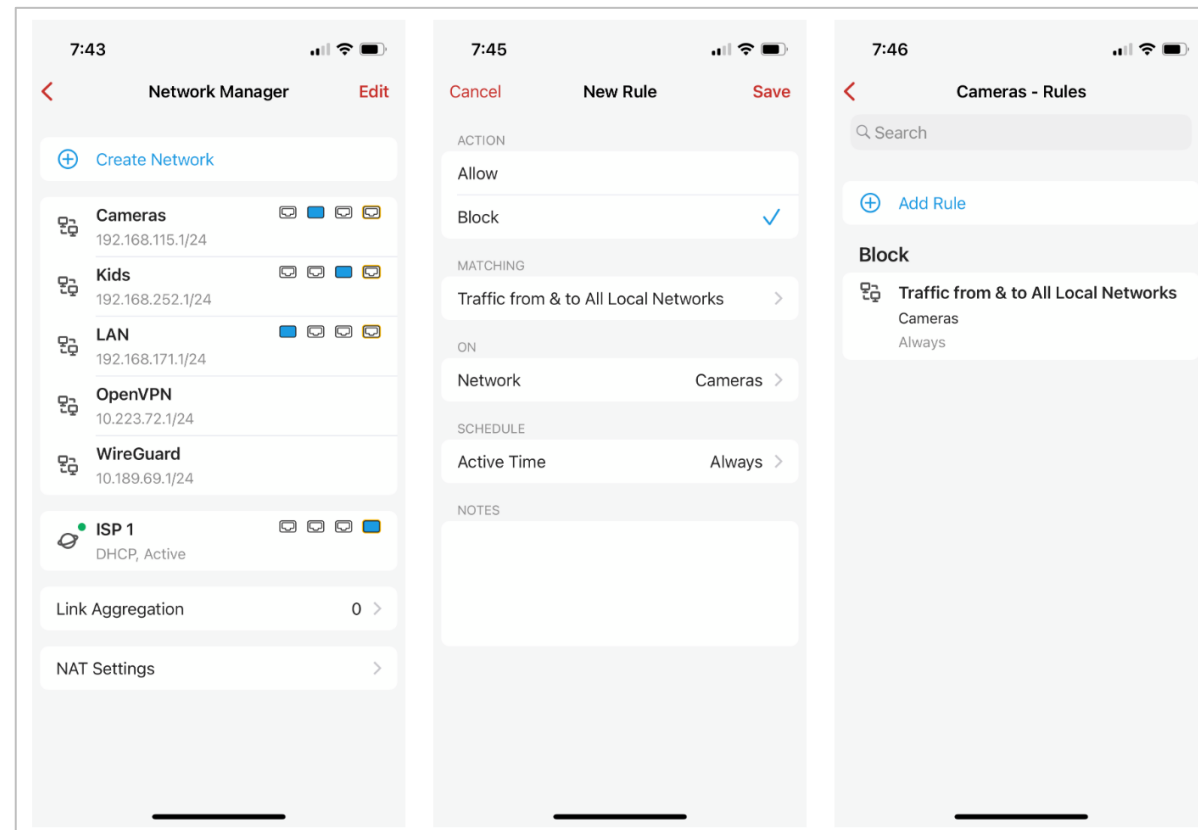 7:43
Network Manager
Edit
Create Network
Cameras
192.168.115.1/24
Kids
192.168.252.1/24
LAN
192.168.171.1/24
OpenVPN
10.223.72.1/24
WireGuard
10.189.69.1/24
ISP 1
DHCP, Active
Link Aggregation 0
NAT Settings
7:45
Cancel New Rule Save
ACTION
Allow
Block
MATCHING
Traffic from & to All Local Networks
ON
Network Cameras
SCHEDULE
Active Time Always
NOTES
7:46
Cameras - Rules
Search
Add Rule
Block
Traffic from & to All Local Networks
Cameras
Always